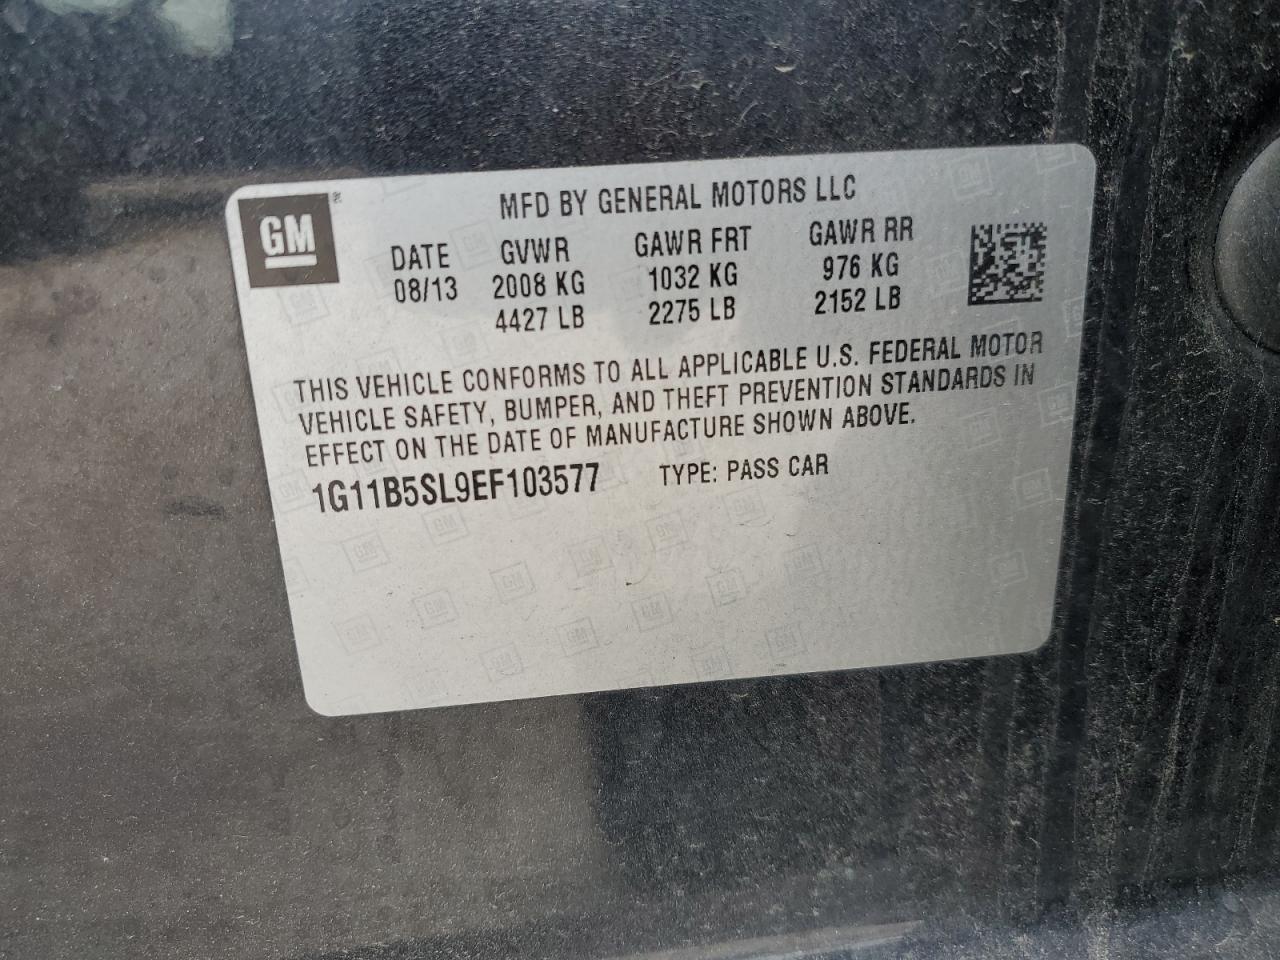 MFD BY GENERAL MOTORS LLC
GM ®
DATE GVWR GAWR FRT GAWR RR
08/13 2008 KG 1032 KG 976 KG
4427 LB 2275 LB 2152 LB
THIS VEHICLE CONFORMS TO ALL APPLICABLE U.S. FEDERAL MOTOR
VEHICLE SAFETY, BUMPER, AND THEFT PREVENTION STANDARDS IN
EFFECT ON THE DATE OF MANUFACTURE SHOWN ABOVE.
1G11B5SL9EF103577 TYPE: PASS CAR